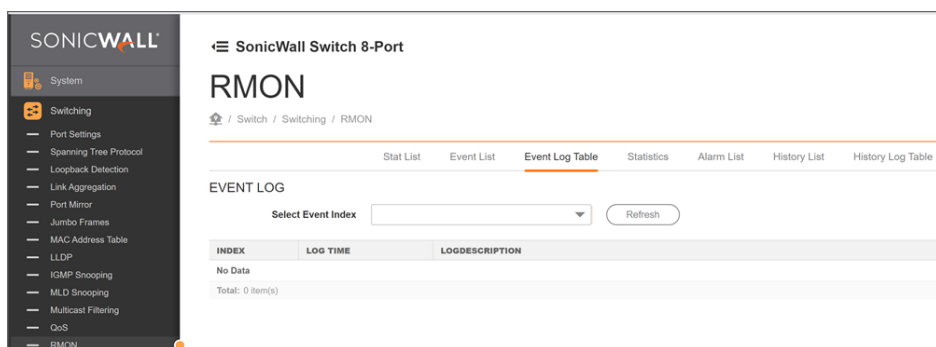 SONICWALL
System
Switching
Port Settings
Spanning Tree Protocol
Loopback Detection
Link Aggregation
Port Mirror
Jumbo Frames
MAC Address Table
LLDP
IGMP Snooping
MLD Snooping
Multicast Filtering
QoS
RMON
SonicWall Switch 8-Port
RMON
/ Switch / Switching / RMON
Stat List Event List Event Log Table Statistics Alarm List History List History Log Table
EVENT LOG
Select Event Index Refresh
INDEX LOG TIME LOGDESCRIPTION
No Data
Total: 0 item(s)